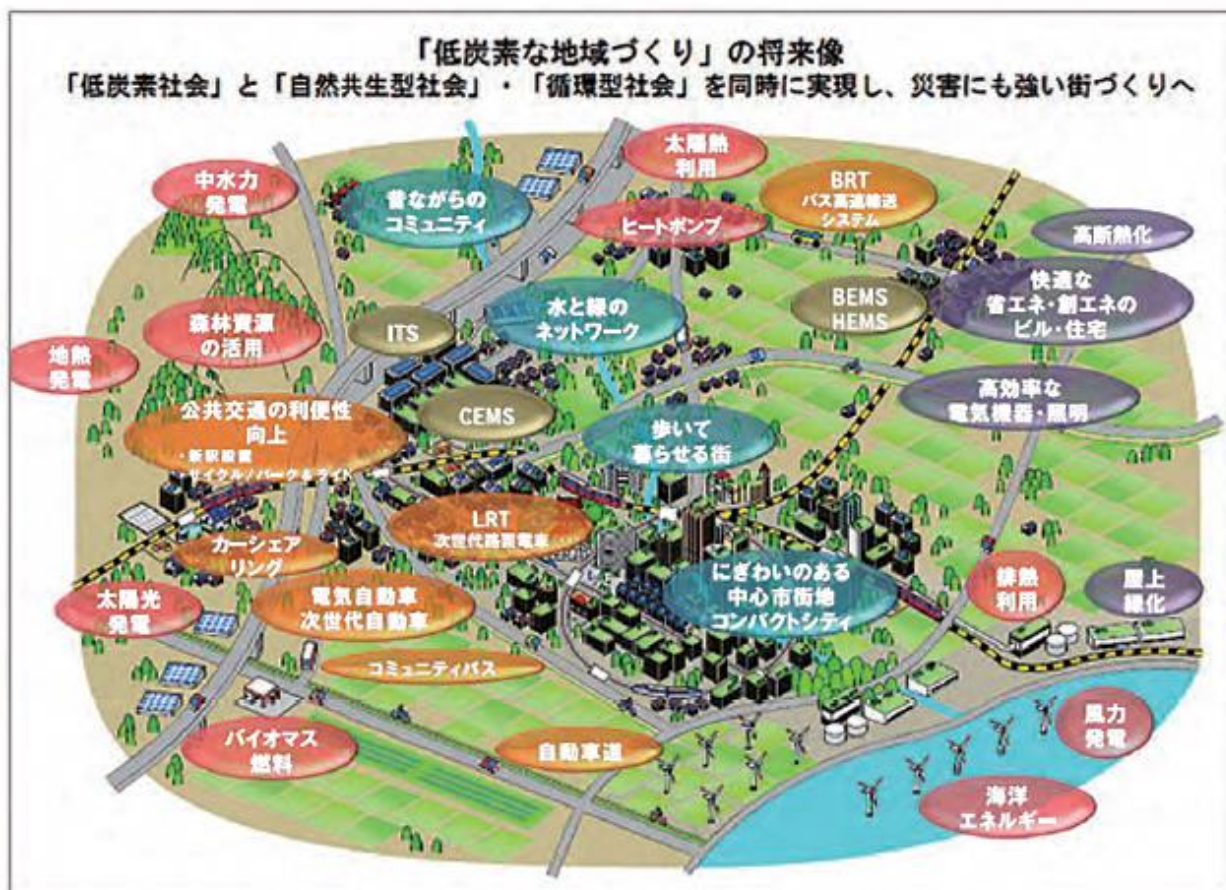 「低炭素な地域づくり」の将来像
「低炭素社会」と「自然共生型社会」・「循環型社会」を同時に実現し、災害にも強い街づくりへ
中水力
発電
昔ながらの
コミュニティ
太陽熱
利用
ヒートポンプ
BRT
バス高速輸送
システム
高断熱化
快適な
省エネ・創エネの
ビル・住宅
BEMS
HEMS
水と緑の
ネットワーク
ITS
森林資源
の活用
地熱
発電
高効率な
電気機器・照明
公共交通の利便性
向上
・新駅設置
・サイクル/パーク&ライド
CEMS
歩いて
暮らせる街
LRT
次世代路面電車
カーシェア
リング
太陽光
発電
電気自動車
次世代自動車
にぎわいのある
中心市街地
コンパクトシティ
排熱
利用
屋上
緑化
コミュニティバス
バイオマス
燃料
自動車道
風力
発電
海洋
エネルギー